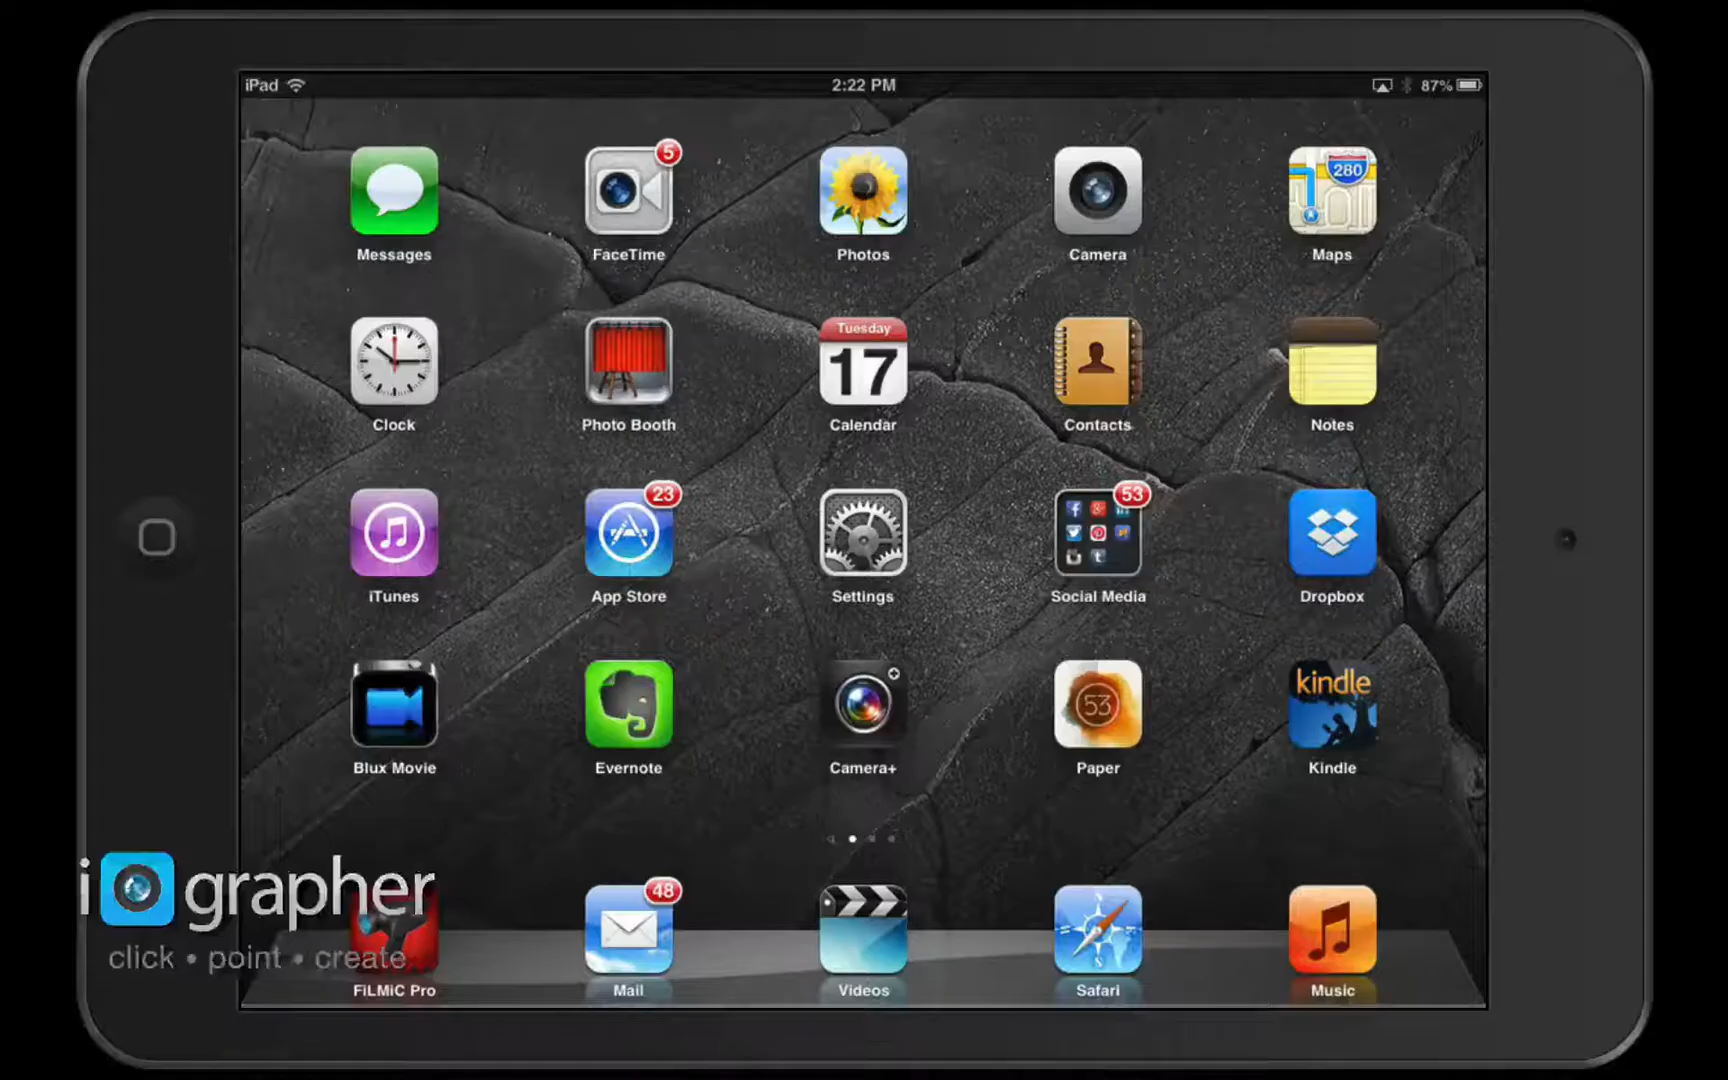 iPad
2:22 PM
87%
5
280
Messages
FaceTime
Photos
Camera
Maps
Tuesday
17
Clock
Photo Booth
Calendar
Contacts
Notes
23
53
iTunes
App Store
Settings
Social Media
Dropbox
53
kindle
Blux Movie
Evernote
Camera+
Paper
Kindle
iographer
click • point • create
48
FiLMiC Pro
Mail
Videos
Safari
Music